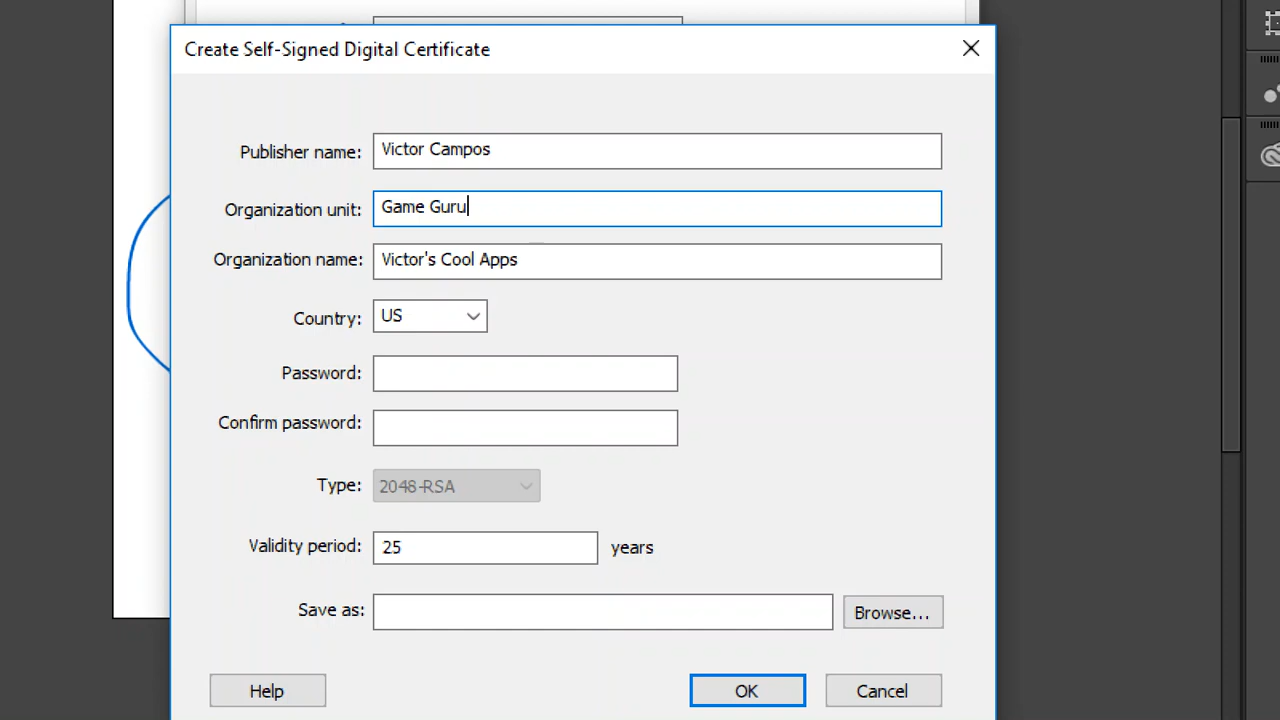 Create Self-Signed Digital Certificate
Publisher name: Victor Campos
Organization unit: Game Guru
Organization name: Victor's Cool Apps
Country: US
Password:
Confirm password:
Type: 2048-RSA
Validity period: 25 years
Save as: Browse...
Help OK Cancel